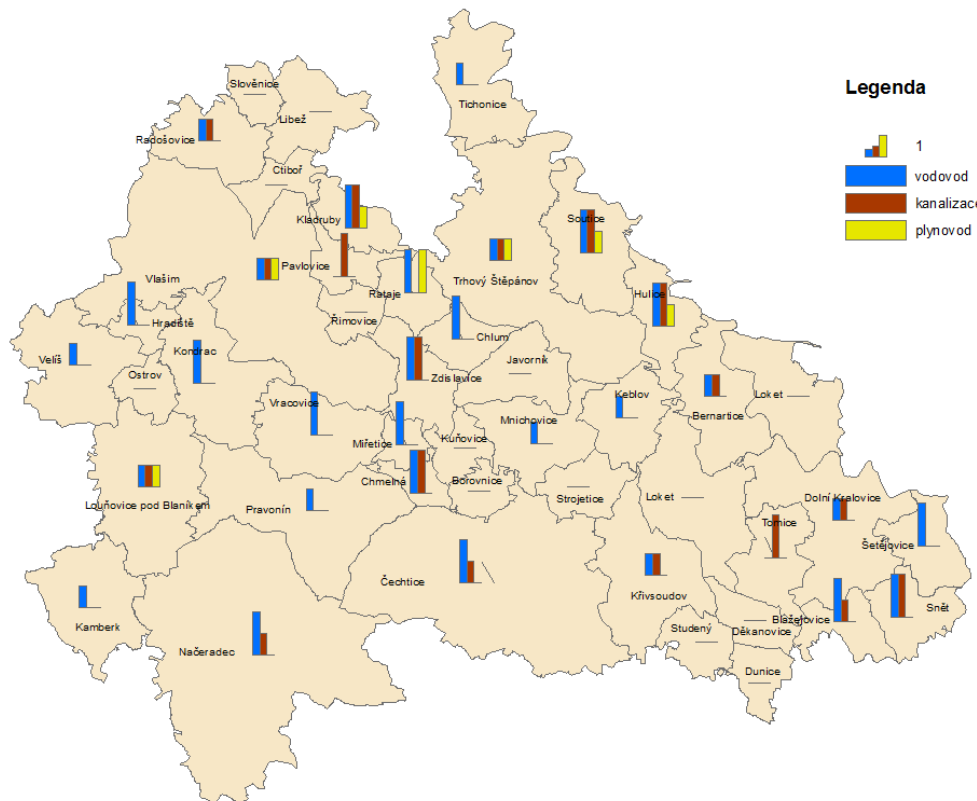 Tichonice
Slověnice
Libež
Radošovice
Ctiboř
Kladruby
Soutice
Pavlovice
Trhový Štěpánov
Vlašim
Rataje
Hulice
Hradiště
Římovice
Chlum
Kondrac
Velíš
Javorník
Ostrov
Zdislavice
Keblov
Loket
Vracovice
Bernartice
Mnichovice
Miřetice
Kuňovice
Chmelná
Borovnice
Strojetice
Loket
Dolní Kralovice
Louňovice pod Blaníkem
Pravonín
Tomice
Šetějovice
Čechtice
Křivsoudov
Snět
Blažejovice
Kamberk
Studený
Děkanovice
Načeradec
Dunice
Legenda
1
vodovod
kanalizace
plynovod